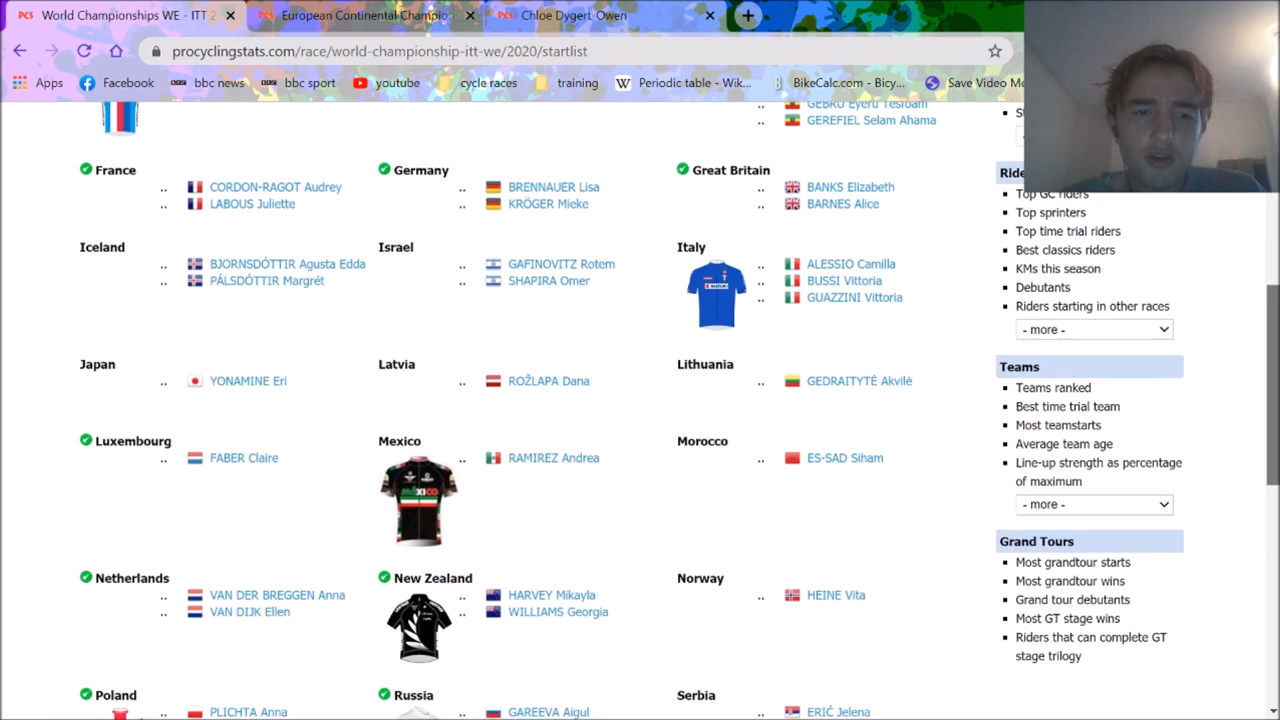 PCS World Championships WE - ITT 2
PCS European Continental Champio
PCS Chloe Dygert-Owen
procyclingstats.com/race/world-championship-itt-we/2020/startlist
Apps Facebook bbc news bbc sport youtube cycle races training Periodic table - Wik... BikeCalc.com - Bicy... Save Video Me
GEBRU Eyeru Tesfoam
.. GEREFIEL Selam Ahama
France
.. CORDON-RAGOT Audrey
.. LABOUS Juliette
Germany
.. BRENNAUER Lisa
.. KRÖGER Mieke
Great Britain
.. BANKS Elizabeth
.. BARNES Alice
Iceland
.. BJORNSDÓTTIR Agusta Edda
.. PÁLSDÓTTIR Margrét
Israel
.. GAFINOVITZ Rotem
.. SHAPIRA Omer
Italy
.. ALESSIO Camilla
.. BUSSI Vittoria
.. GUAZZINI Vittoria
SUZUKI
Japan
.. YONAMINE Eri
Latvia
.. ROŽLAPA Dana
Lithuania
.. GEDRAITYTĖ Akvilė
Luxembourg
.. FABER Claire
Mexico
.. RAMIREZ Andrea
MÉXICO
Morocco
.. ES-SAD Siham
Netherlands
.. VAN DER BREGGEN Anna
.. VAN DIJK Ellen
New Zealand
.. HARVEY Mikayla
.. WILLIAMS Georgia
Norway
.. HEINE Vita
Poland
.. PLICHTA Anna
Russia
.. GAREEVA Aigul
Serbia
.. ERIĆ Jelena
Top GC riders
Top sprinters
Top time trial riders
Best classics riders
KMs this season
Debutants
Riders starting in other races
- more -
Teams
Teams ranked
Best time trial team
Most teamstarts
Average team age
Line-up strength as percentage
of maximum
- more -
Grand Tours
Most grandtour starts
Most grandtour wins
Grand tour debutants
Most GT stage wins
Riders that can complete GT
stage trilogy